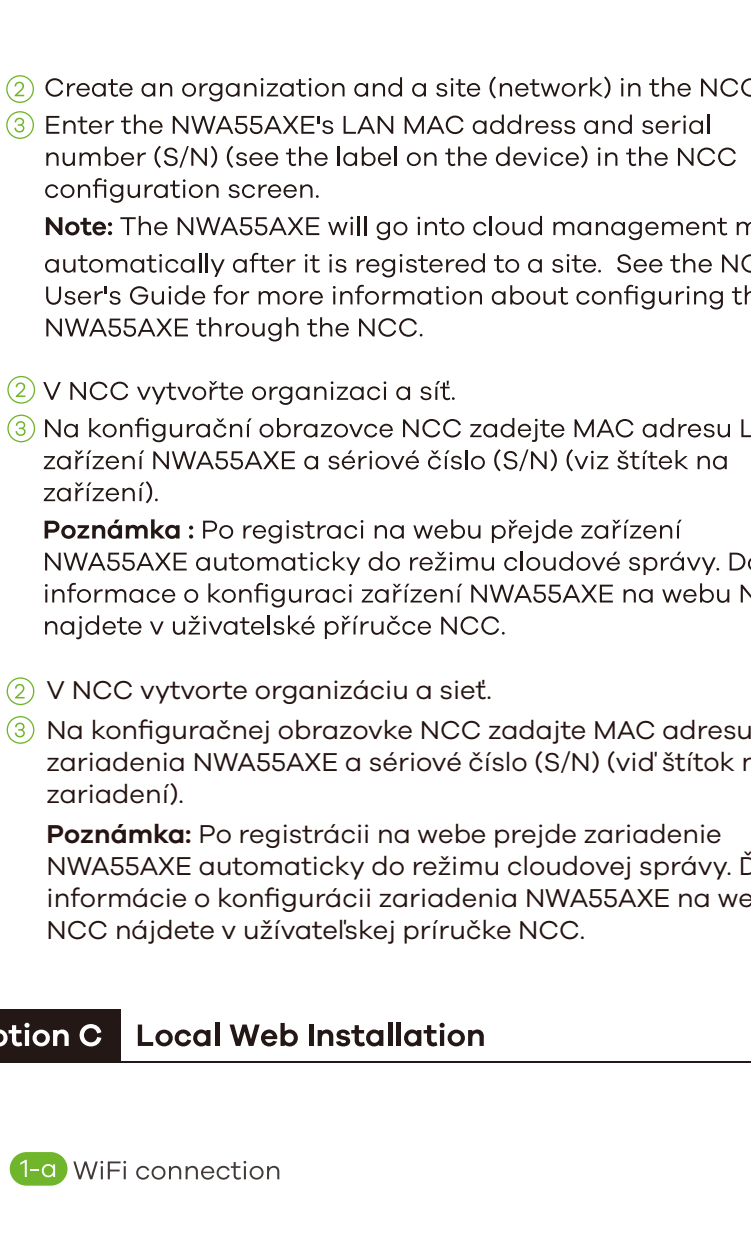 ② Create an organization and a site (network) in the NCC
③ Enter the NWA55AXE's LAN MAC address and serial
number (S/N) (see the label on the device) in the NCC
configuration screen.
Note: The NWA55AXE will go into cloud management
automatically after it is registered to a site. See the
User's Guide for more information about configuring
NWA55AXE through the NCC.
② V NCC vytvořte organizaci a síť.
③ Na konfigurační obrazovce NCC zadejte MAC adresu
zařízení NWA55AXE a sériové číslo (S/N) (viz štítek na
zařízení).
Poznámka : Po registraci na webu přejde zařízení
NWA55AXE automaticky do režimu cloudové správy.
informace o konfiguraci zařízení NWA55AXE na webu
najdete v uživatelské příručce NCC.
② V NCC vytvorte organizáciu a sieť.
③ Na konfiguračnej obrazovke NCC zadajte MAC adresu
zariadenia NWA55AXE a sériové číslo (S/N) (viď štítok
zariadení).
Poznámka: Po registrácii na webe prejde zariadenie
NWA55AXE automaticky do režimu cloudovej správy.
informácie o konfigurácii zariadenia NWA55AXE na
NCC nájdete v užívateľskej príručke NCC.
ption C Local Web Installation
1-a WiFi connection